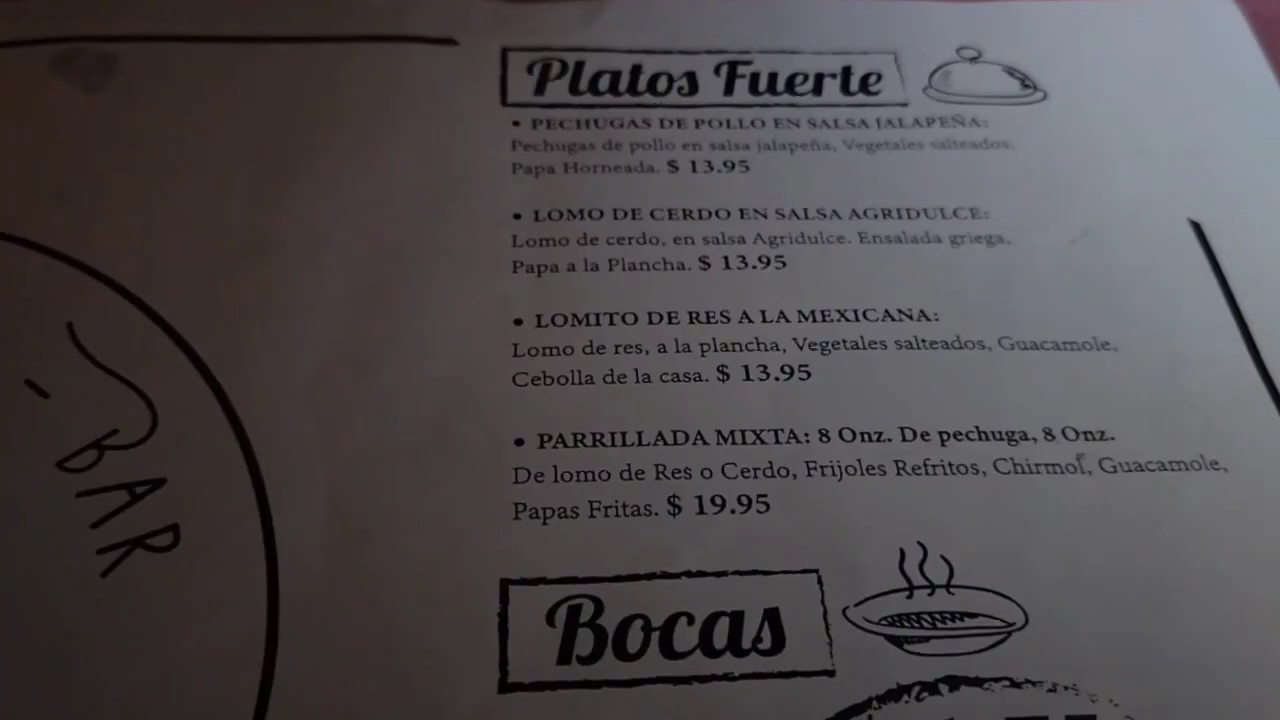 Platos Fuerte
• PECHUGAS DE POLLO EN SALSA JALAPEÑA:
Pechugas de pollo en salsa jalapeña, Vegetales salteados,
Papa Horneada. $ 13.95
• LOMO DE CERDO EN SALSA AGRIDULCE:
Lomo de cerdo, en salsa Agridulce. Ensalada griega,
Papa a la Plancha. $ 13.95
• LOMITO DE RES A LA MEXICANA:
Lomo de res, a la plancha, Vegetales salteados, Guacamole,
Cebolla de la casa. $ 13.95
• PARRILLADA MIXTA: 8 Onz. De pechuga, 8 Onz.
De lomo de Res o Cerdo, Frijoles Refritos, Chirmol, Guacamole,
Papas Fritas. $ 19.95
Bocas
BAR